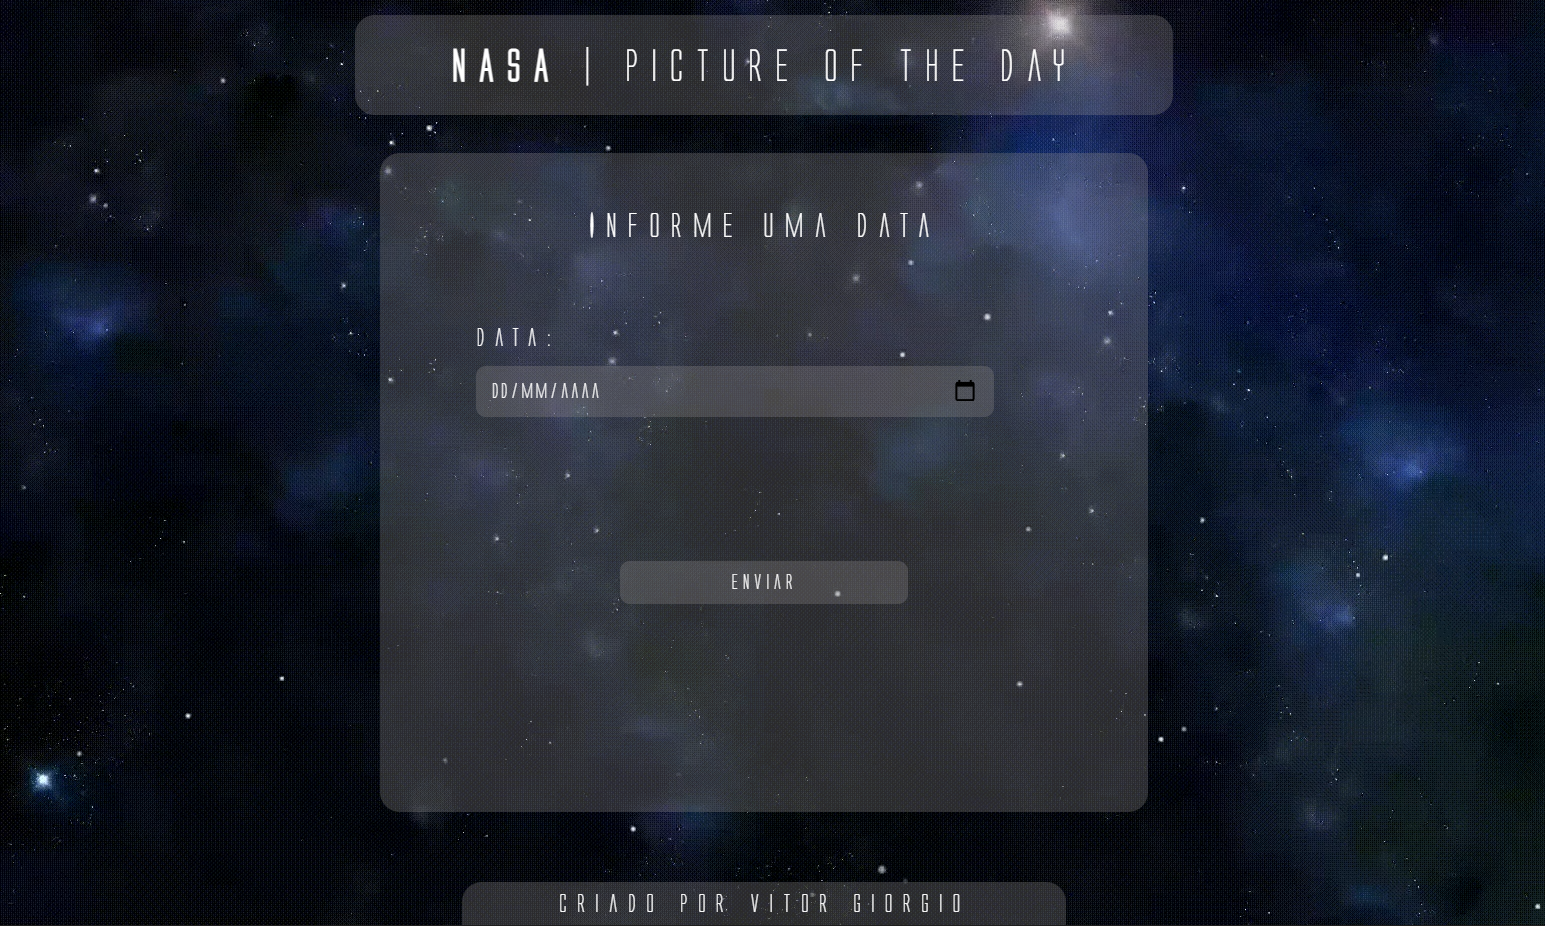 NASA | PICTURE OF THE DAY
INFORME UMA DATA
DATA:
DD/MM/AAAA
ENVIAR
CRIADO POR VITOR GIORGIO